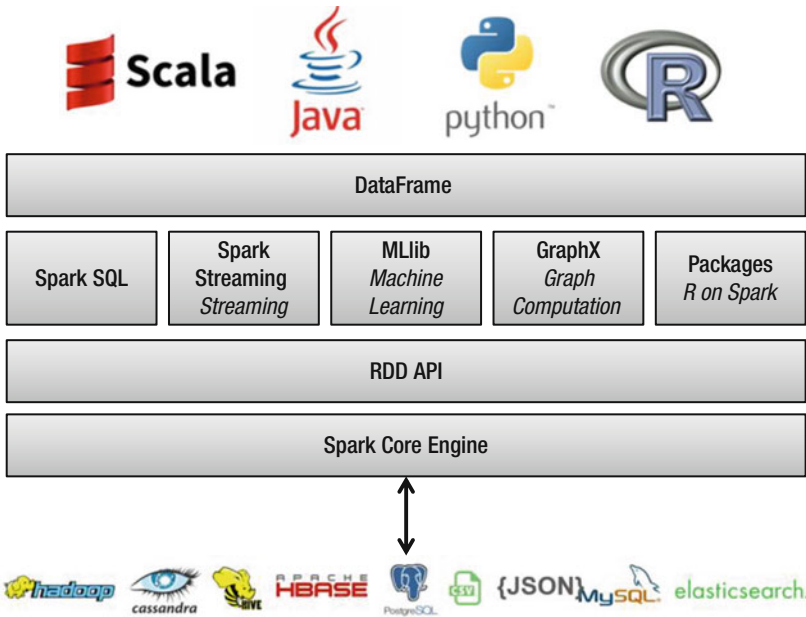 Scala
Java
python™
R
DataFrame
Spark SQL
Spark
Streaming
Streaming
MLlib
Machine
Learning
GraphX
Graph
Computation
Packages
R on Spark
RDD API
Spark Core Engine
hadoop
cassandra
HIVE
APACHE
HBASE
PostgreSQL
CSV
{JSON}
MySQL
elasticsearch.